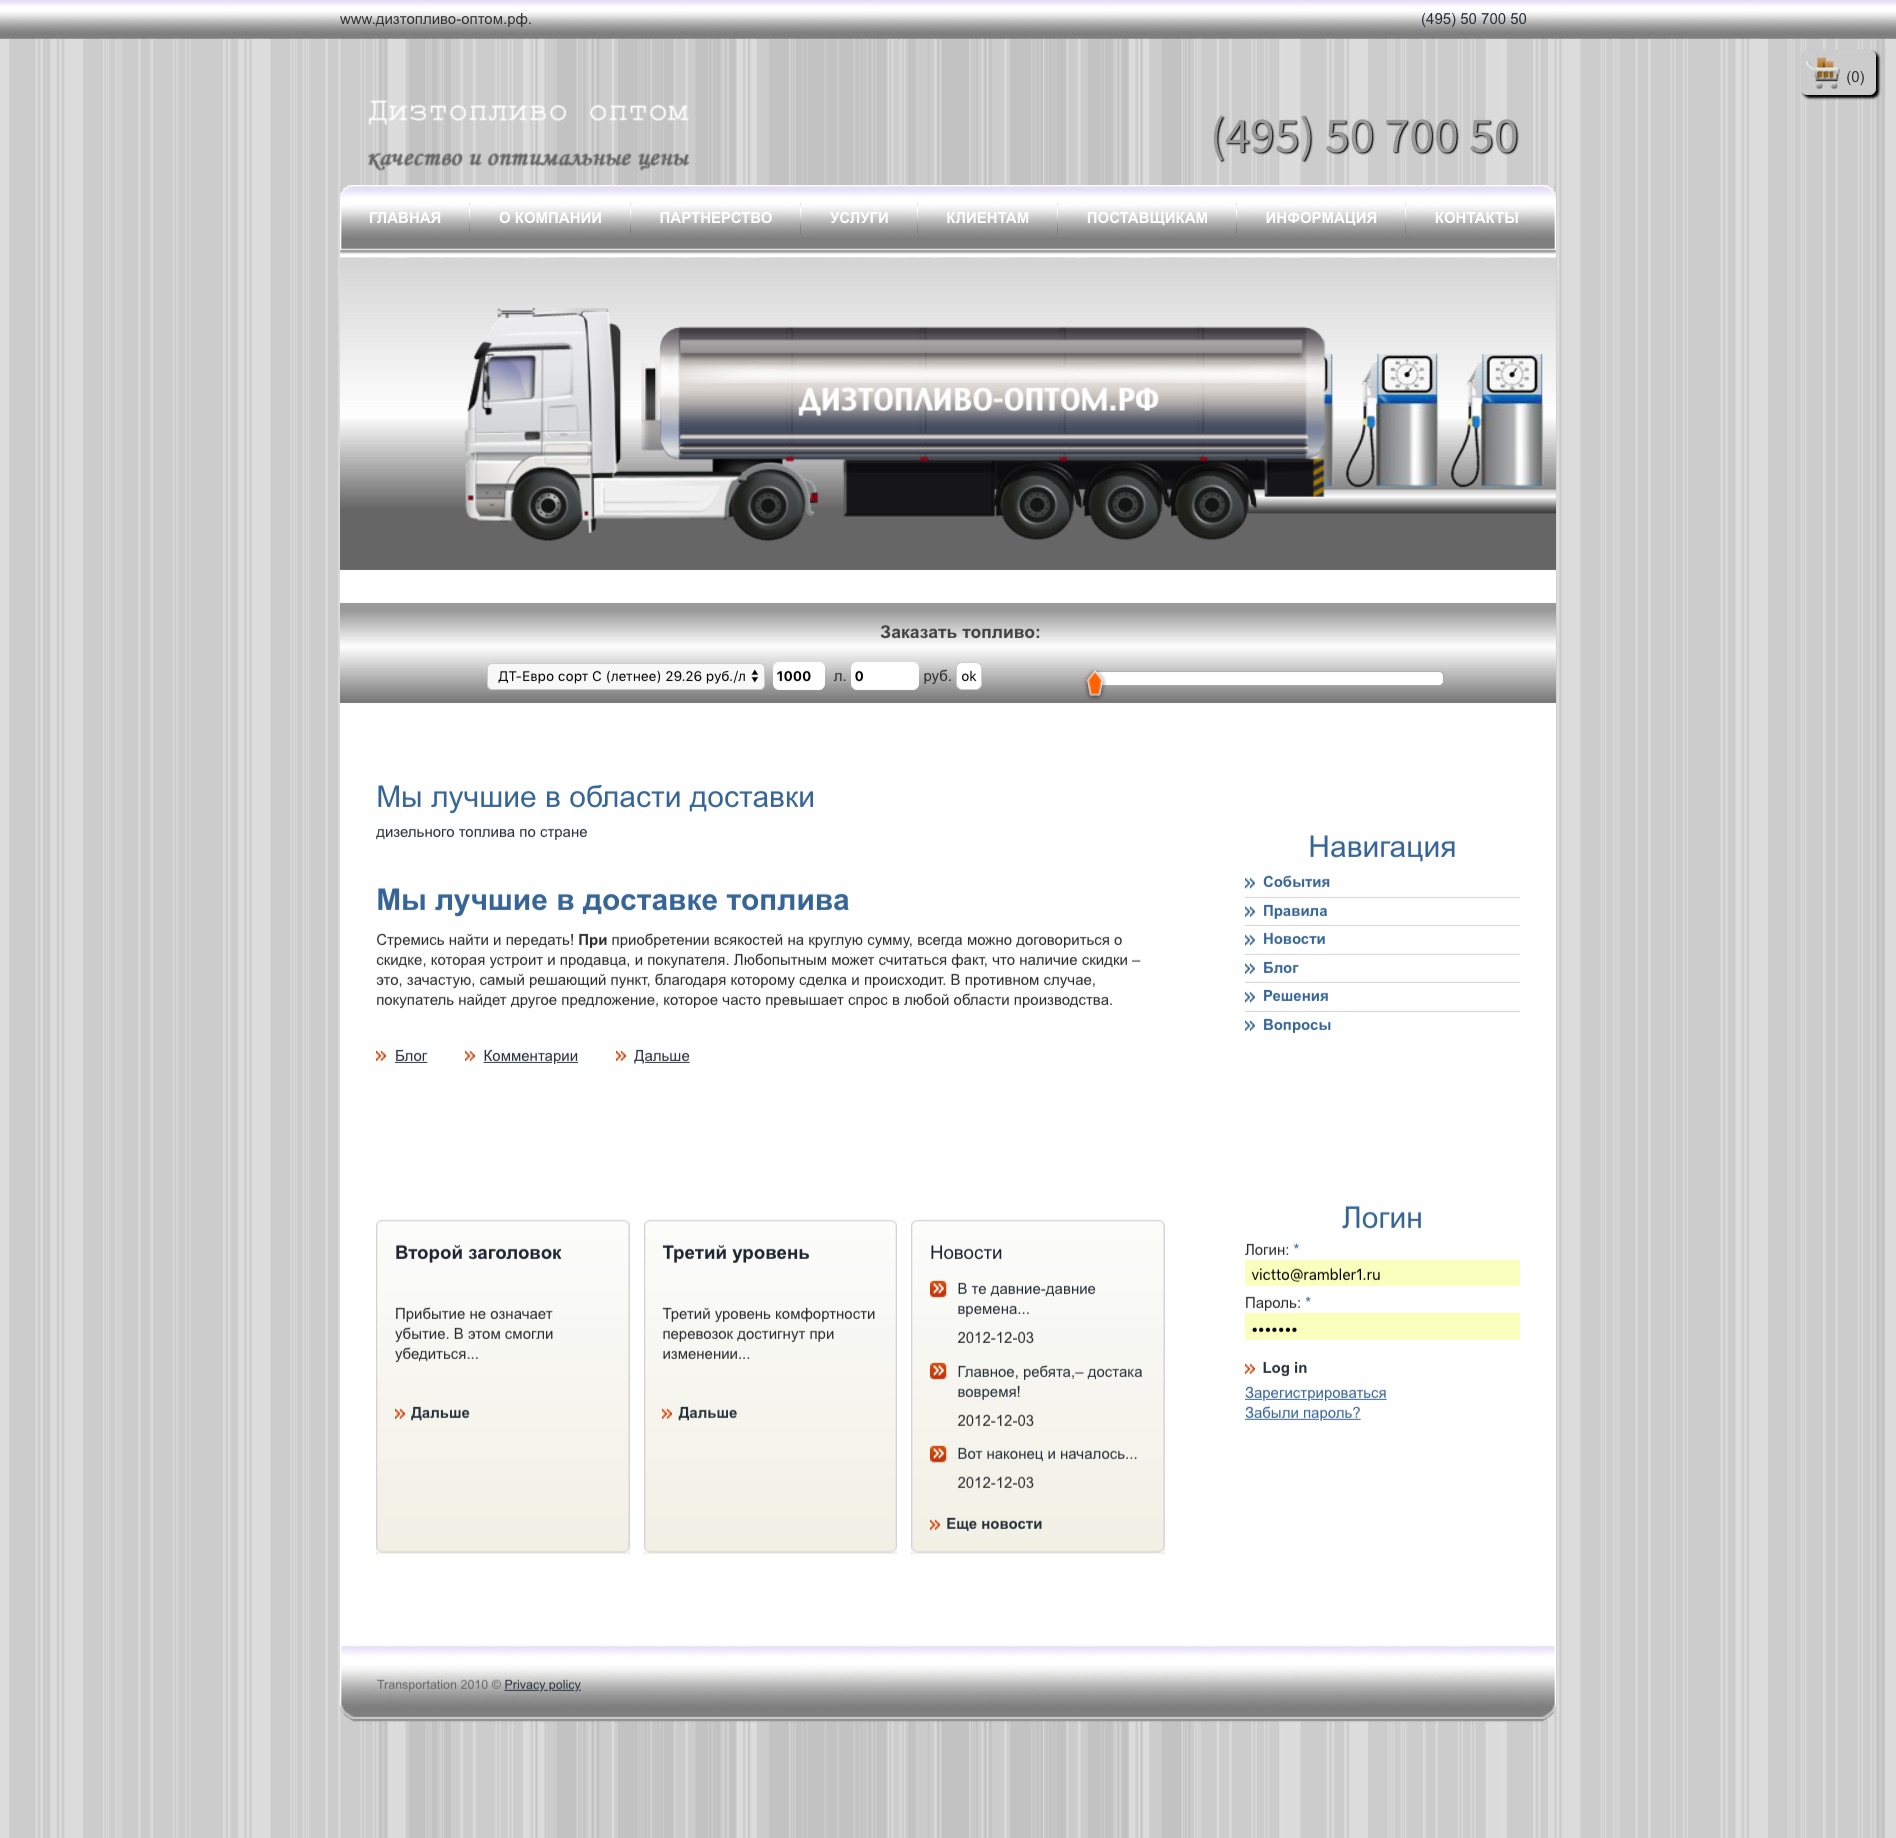 www.дизтопливо-оптом.рф.
(495) 50 700 50
(0)
Дизтопливо оптом
качество и оптимальные цены
(495) 50 700 50
ГЛАВНАЯ О КОМПАНИИ ПАРТНЕРСТВО УСЛУГИ КЛИЕНТАМ ПОСТАВЩИКАМ ИНФОРМАЦИЯ КОНТАКТЫ
ДИЗТОПЛИВО-ОПТОМ.РФ
Заказать топливо:
ДТ-Евро сорт С (летнее) 29.26 руб./л 1000 л. 0 руб. ok
Мы лучшие в области доставки
дизельного топлива по стране
Мы лучшие в доставке топлива
Стремись найти и передать! При приобретении всякостей на круглую сумму, всегда можно договориться о
скидке, которая устроит и продавца, и покупателя. Любопытным может считаться факт, что наличие скидки –
это, зачастую, самый решающий пункт, благодаря которому сделка и происходит. В противном случае,
покупатель найдет другое предложение, которое часто превышает спрос в любой области производства.
Блог Комментарии Дальше
Навигация
События
Правила
Новости
Блог
Решения
Вопросы
Второй заголовок
Прибытие не означает
убытие. В этом смогли
убедиться...
Дальше
Третий уровень
Третий уровень комфортности
перевозок достигнут при
изменении...
Дальше
Новости
В те давние-давние
времена...
2012-12-03
Главное, ребята,– достака
вовремя!
2012-12-03
Вот наконец и началось...
2012-12-03
Еще новости
Логин
Логин: *
victto@rambler1.ru
Пароль: *
•••••••
Log in
Зарегистрироваться
Забыли пароль?
Transportation 2010 © Privacy policy